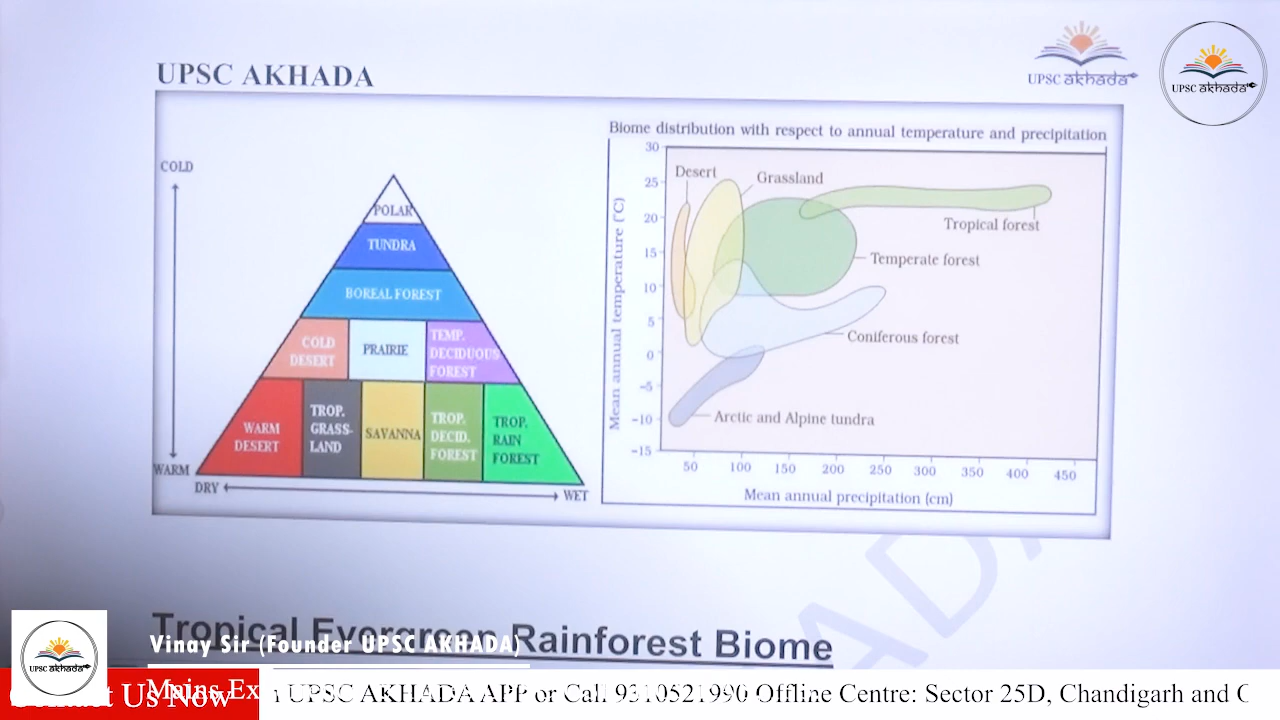 UPSC AKHADA
UPSC akhada
UPSC akhada
COLD
POLAR
TUNDRA
BOREAL FOREST
COLD
DESERT
PRAIRIE
TEMP.
DECIDUOUS
FOREST
WARM
DESERT
TROP.
GRASS-
LAND
SAVANNA
TROP.
DECID.
FOREST
TROP.
RAIN
FOREST
WARM
DRY
WET
Biome distribution with respect to annual temperature and precipitation
Mean annual temperature (°C)
30
25
20
15
10
5
0
−5
−10
−15
Desert
Grassland
Tropical forest
Temperate forest
Coniferous forest
Arctic and Alpine tundra
50 100 150 200 250 300 350 400 450
Mean annual precipitation (cm)
Tropical Evergreen Rainforest Biome
Vinay Sir (Founder UPSC AKHADA)
UPSC akhada
Us Now
Mains Ex
UPSC AKHADA APP or Call 9310521990 Offline Centre: Sector 25D, Chandigarh and